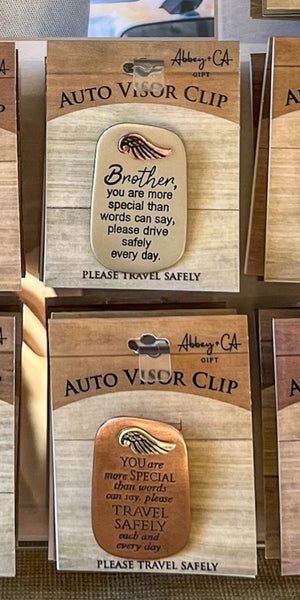 Abbey + CA
GIFT
AUTO VISOR CLIP
Brother,
you are more
special than
words can say,
please drive
safely
every day.
PLEASE TRAVEL SAFELY
Abbey + CA
GIFT
AUTO VISOR CLIP
YOU are
more SPECIAL
than words
can say, please
TRAVEL
SAFELY
each and
every day
PLEASE TRAVEL SAFELY